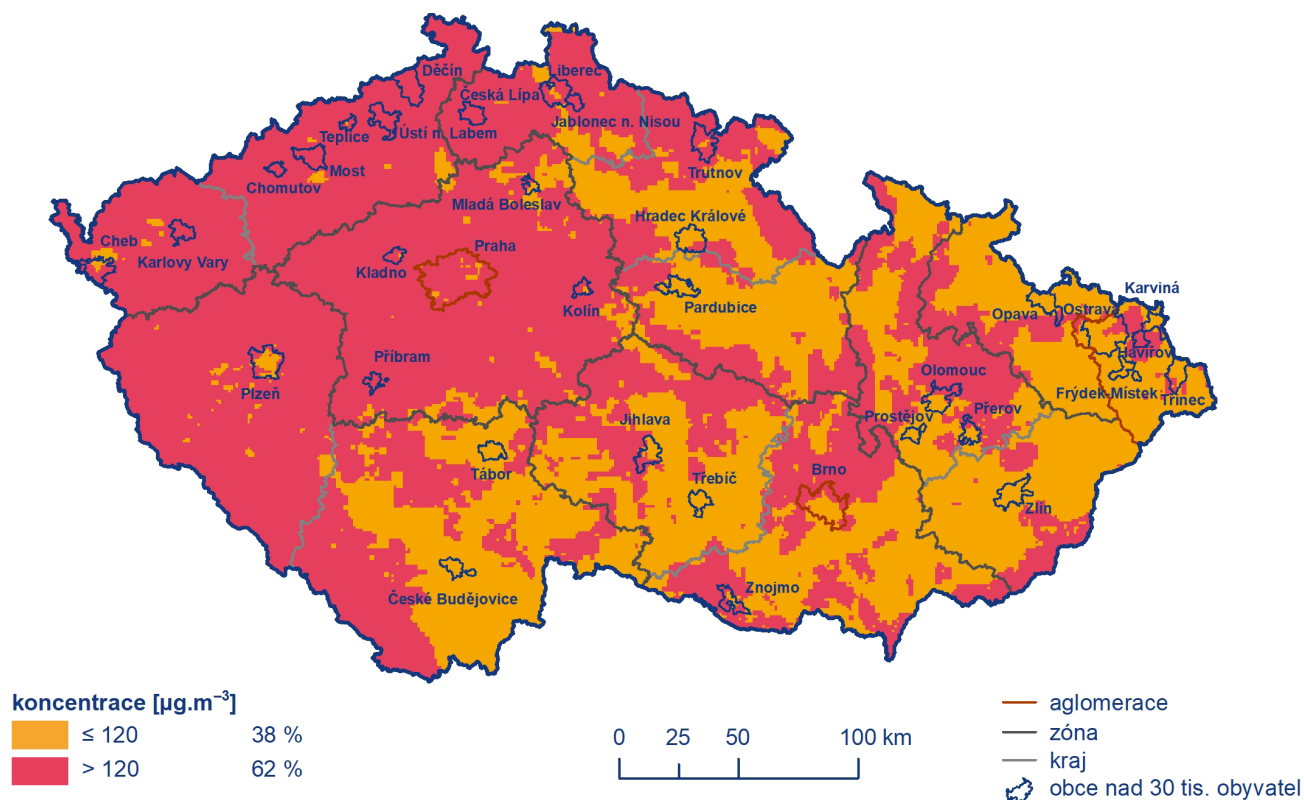 Děčín
Liberec
Česká Lípa
Jablonec n. Nisou
Teplice
Ústí n. Labem
Most
Chomutov
Trutnov
Mladá Boleslav
Hradec Králové
Cheb
Karlovy Vary
Praha
Kladno
Kolín
Pardubice
Karviná
Opava
Ostrava
Havířov
Plzeň
Příbram
Olomouc
Frýdek-Místek
Třinec
Prostějov
Přerov
Jihlava
Tábor
Třebíč
Brno
Zlín
České Budějovice
Znojmo
koncentrace [µg.m⁻³]
≤ 120 38 %
> 120 62 %
0 25 50 100 km
aglomerace
zóna
kraj
obce nad 30 tis. obyvatel